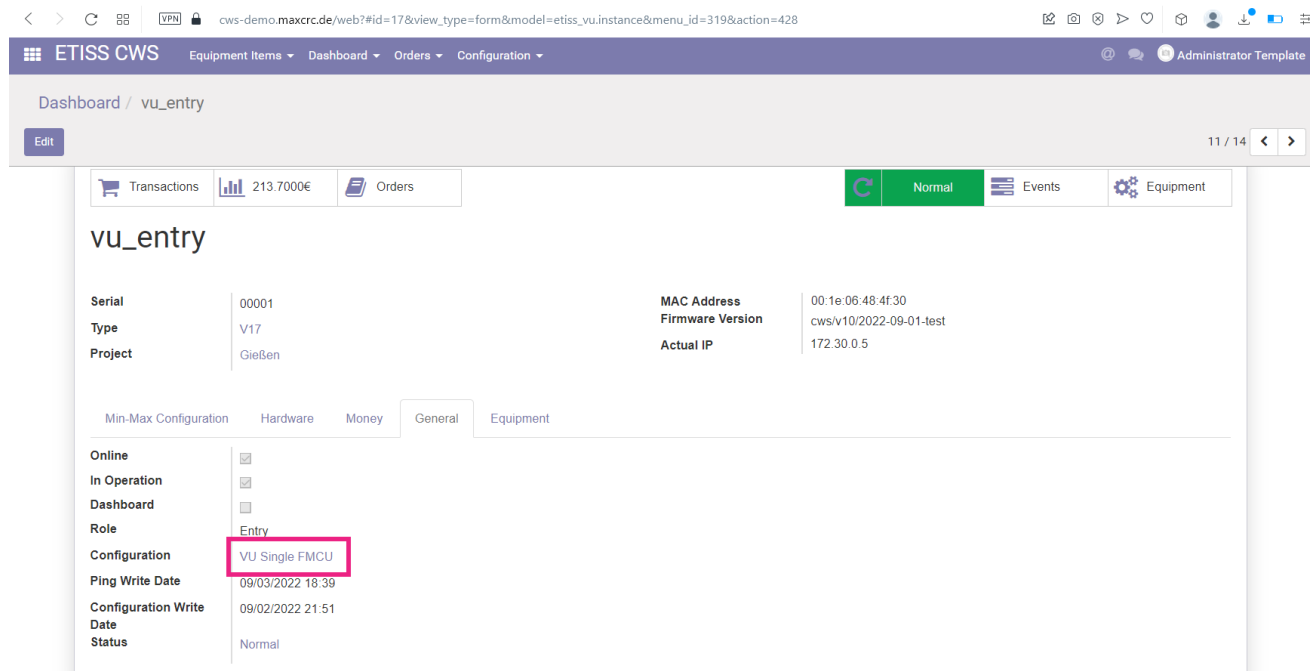 VPN cws-demo.maxcrc.de/web?#id=17&view_type=form&model=etiss_vu.instance&menu_id=319&action=428
ETISS CWS Equipment Items Dashboard Orders Configuration @ Administrator Template
Dashboard / vu_entry
Edit 11 / 14
Transactions 213.7000€ Orders Normal Events Equipment
vu_entry
Serial 00001 MAC Address 00:1e:06:48:4f:30
Type V17 Firmware Version cws/v10/2022-09-01-test
Project Gießen Actual IP 172.30.0.5
Min-Max Configuration Hardware Money General Equipment
Online
In Operation
Dashboard
Role Entry
Configuration VU Single FMCU
Ping Write Date 09/03/2022 18:39
Configuration Write 09/02/2022 21:51
Date
Status Normal